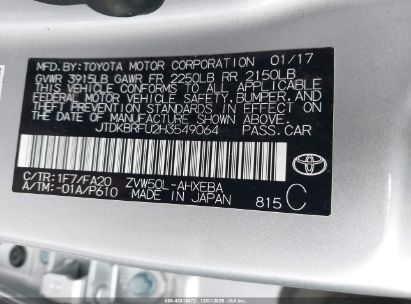 MFD.BY:TOYOTA MOTOR CORPORATION 01/17
GVWR 3915LB GAWR FR 2250LB RR 2150LB
THIS VEHICLE CONFORMS TO ALL APPLICABLE
FEDERAL MOTOR VEHICLE SAFETY,BUMPER,AND
THEFT PREVENTION STANDARDS IN EFFECT ON
THE DATE OF MANUFACTURE SHOWN ABOVE.
JTDKBRFU2H3549064 PASS.CAR
C/TR:1F7/FA20 ZVW50L-AHXEBA
A/TM:-01A/P610 MADE IN JAPAN 815 C
TOYOTA